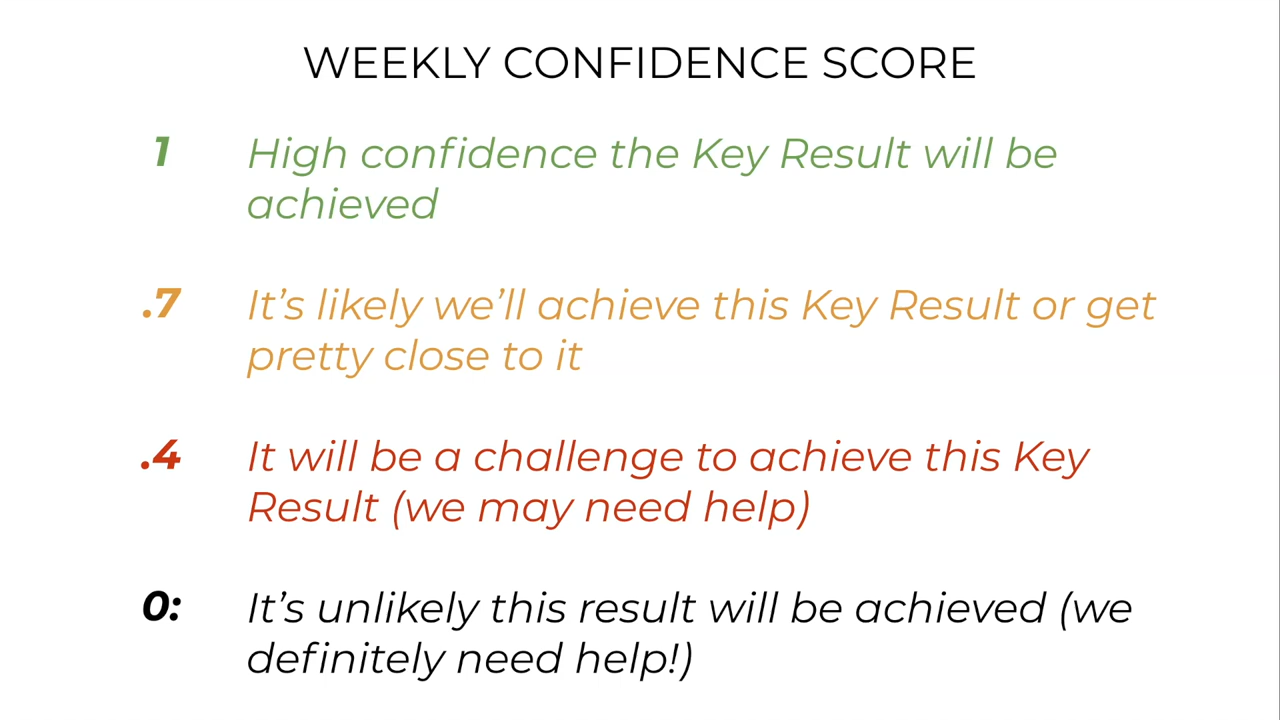 WEEKLY CONFIDENCE SCORE
1 High confidence the Key Result will be
achieved
.7 It’s likely we’ll achieve this Key Result or get
pretty close to it
.4 It will be a challenge to achieve this Key
Result (we may need help)
0: It’s unlikely this result will be achieved (we
definitely need help!)